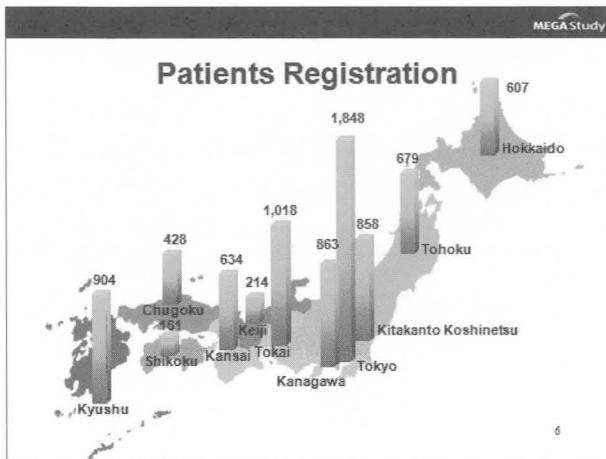 MEGA Study
Patients Registration
607
Hokkaido
1,848
679
Tohoku
1,018
863
858
Kitakanto Koshinetsu
428
Chugoku
634
214
Keiji
904
161
Shikoku
Kansai
Tokai
Tokyo
Kanagawa
Kyushu
6